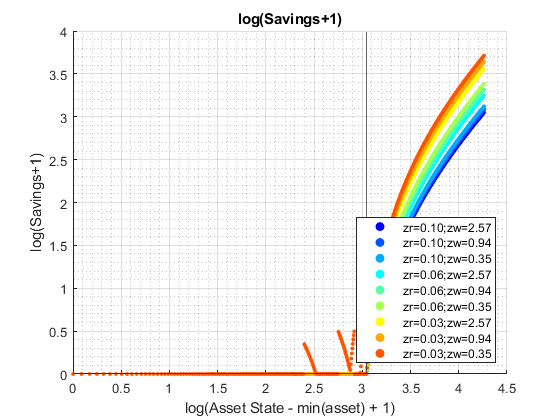 log(Savings+1)
4
3.5
3
2.5
2
1.5
1
0.5
0
log(Savings+1)
zr=0.10;zw=2.57
zr=0.10;zw=0.94
zr=0.10;zw=0.35
zr=0.06;zw=2.57
zr=0.06;zw=0.94
zr=0.06;zw=0.35
zr=0.03;zw=2.57
zr=0.03;zw=0.94
zr=0.03;zw=0.35
0 0.5 1 1.5 2 2.5 3 3.5 4 4.5
log(Asset State - min(asset) + 1)